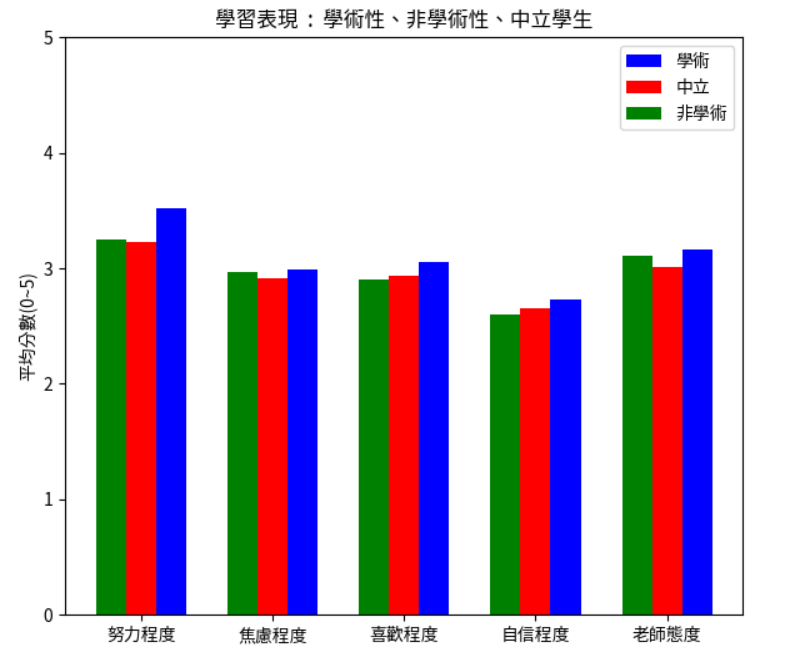 學習表現：學術性、非學術性、中立學生
學術
中立
非學術
平均分數(0~5)
5
4
3
2
1
0
努力程度 焦慮程度 喜歡程度 自信程度 老師態度